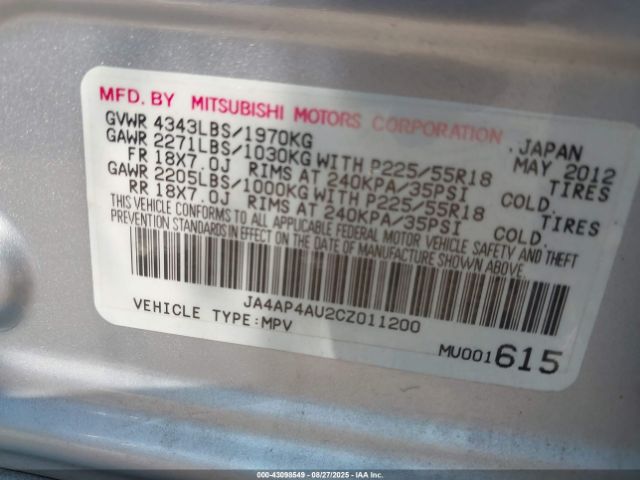 MFD. BY MITSUBISHI MOTORS CORPORATION. JAPAN
GVWR 4343LBS/1970KG MAY 2012
GAWR 2271LBS/1030KG WITH P225/55R18 TIRES
FR 18X7.0J RIMS AT 240KPA/35PSI COLD.
GAWR 2205LBS/1000KG WITH P225/55R18 TIRES
RR 18X7.0J RIMS AT 240KPA/35PSI COLD.
THIS VEHICLE CONFORMS TO ALL APPLICABLE FEDERAL MOTOR VEHICLE SAFETY AND THEFT
PREVENTION STANDARDS IN EFFECT ON THE DATE OF MANUFACTURE SHOWN ABOVE.
JA4AP4AU2CZ011200
VEHICLE TYPE:MPV
MU001615
000-43098549 - 08/27/2025 - IAAI.COM